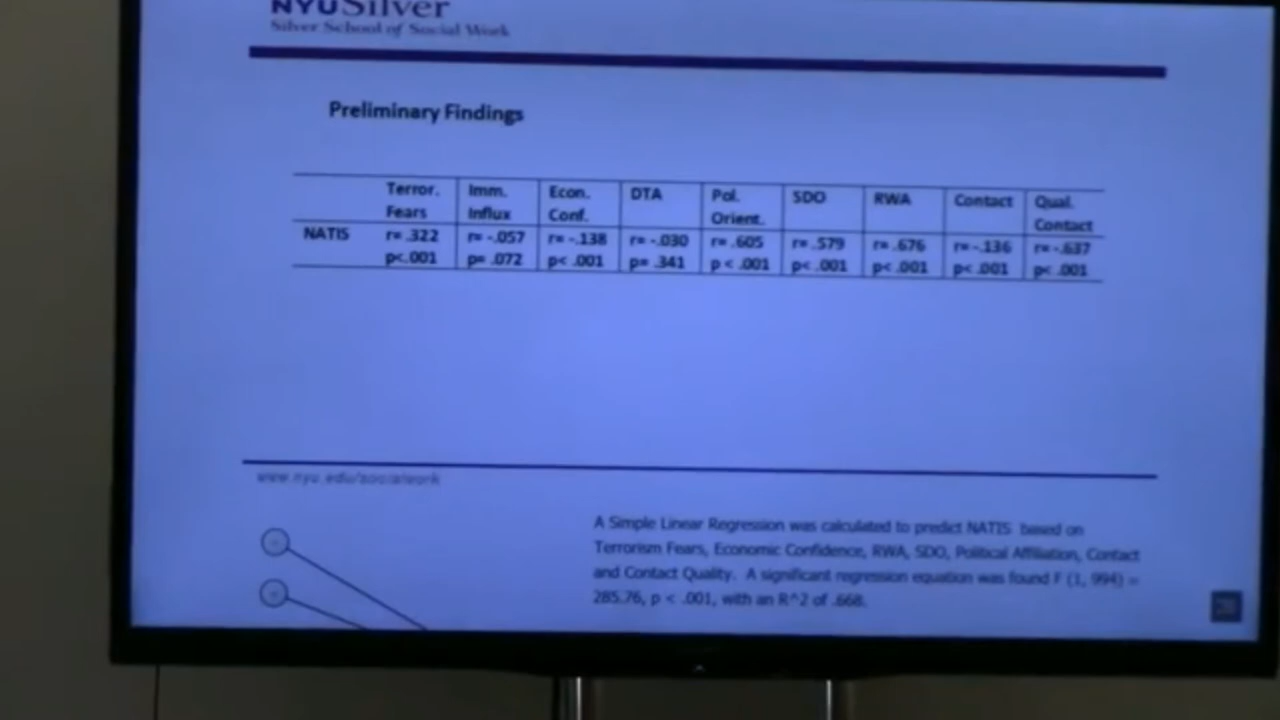 NYUSilver
Silver School of Social Work
Preliminary Findings
Terror. Fears Imm. Influx Econ. Conf. DTA Pol. Orient. SDO RWA Contact Qual. Contact
NATIS r= .322 r= -.057 r= -.138 r= -.030 r= .605 r= .579 r= .676 r= -.136 r= -.637
p<.001 p= .072 p< .001 p= .341 p < .001 p< .001 p< .001 p< .001 p< .001
www.nyu.edu/socialwork
A Simple Linear Regression was calculated to predict NATIS based on
Terrorism Fears, Economic Confidence, RWA, SDO, Political Affiliation, Contact
and Contact Quality. A significant regression equation was found F (1, 994) =
285.76, p < .001, with an R^2 of .668.